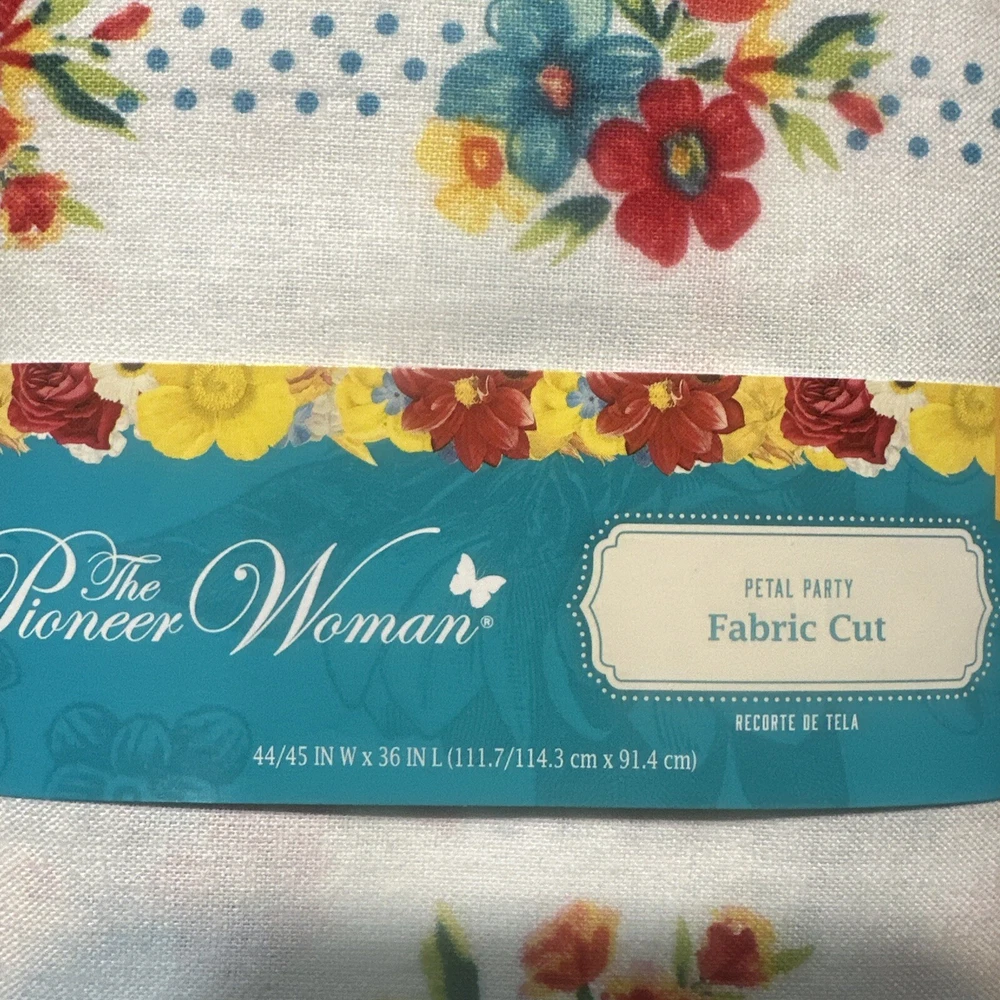 The
Pioneer Woman®
PETAL PARTY
Fabric Cut
RECORTE DE TELA
44/45 IN W x 36 IN L (111.7/114.3 cm x 91.4 cm)